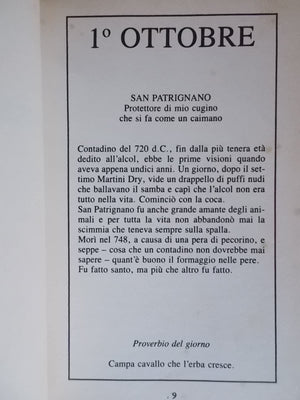 1º OTTOBRE
SAN PATRIGNANO
Protettore di mio cugino
che si fa come un caimano
Contadino del 720 d.C., fin dalla più tenera età
dedito all'alcol, ebbe le prime visioni quando
aveva appena undici anni. Un giorno, dopo il set-
timo Martini Dry, vide un drappello di puffi nudi
che ballavano il samba e capì che l'alcol non era
tutto nella vita. Cominciò con la coca.
San Patrignano fu anche grande amante degli ani-
mali e per tutta la vita non abbandonò mai la
scimmia che teneva sempre sulla spalla.
Morì nel 748, a causa di una pera di pecorino, e
seppe – cosa che un contadino non dovrebbe mai
sapere – quant'è buono il formaggio nelle pere.
Fu fatto santo, ma più che altro fu fatto.
Proverbio del giorno
Campa cavallo che l'erba cresce.
9